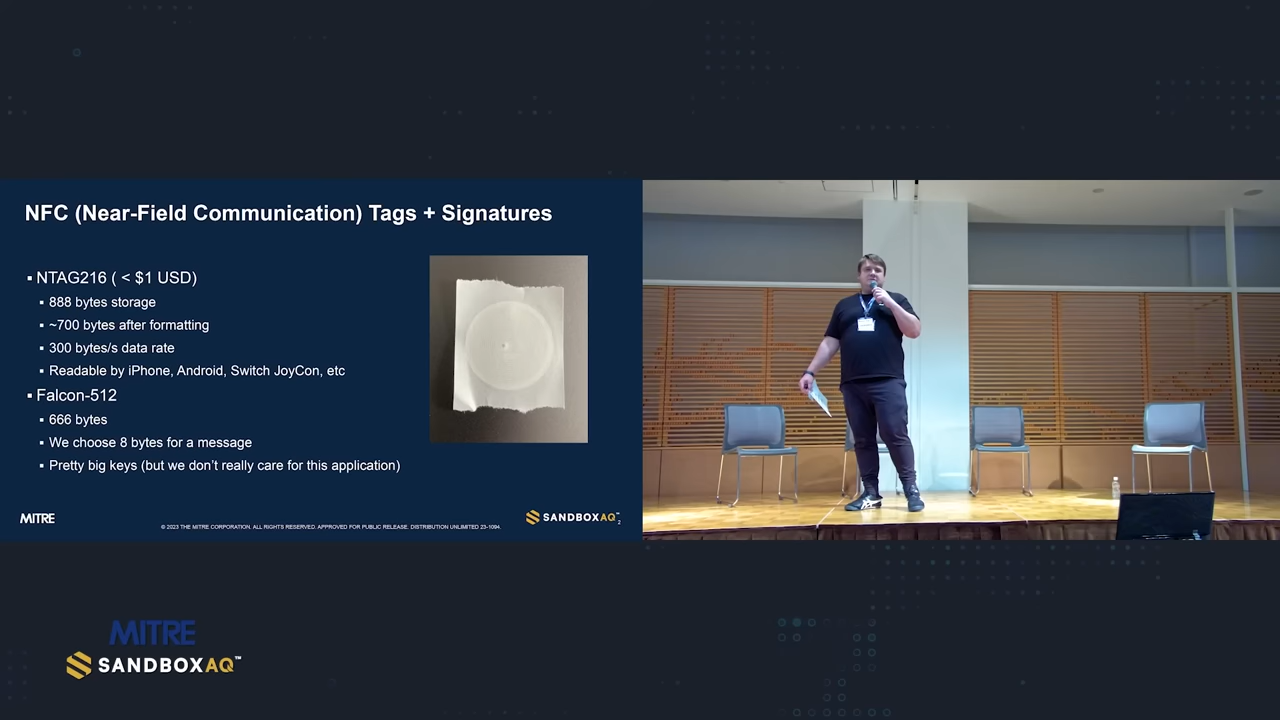 NFC (Near-Field Communication) Tags + Signatures
▪ NTAG216 ( < $1 USD)
▪ 888 bytes storage
▪ ~700 bytes after formatting
▪ 300 bytes/s data rate
▪ Readable by iPhone, Android, Switch JoyCon, etc
▪ Falcon-512
▪ 666 bytes
▪ We choose 8 bytes for a message
▪ Pretty big keys (but we don't really care for this application)
MITRE
© 2023 THE MITRE CORPORATION. ALL RIGHTS RESERVED. APPROVED FOR PUBLIC RELEASE. DISTRIBUTION UNLIMITED 23-1094.
SANDBOXAQ™
2
MITRE
SANDBOXAQ™